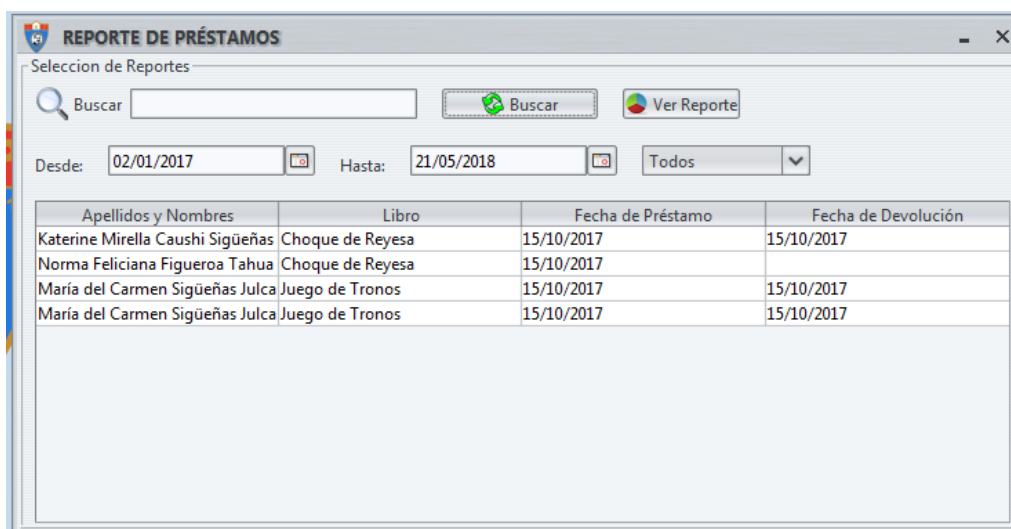 REPORTE DE PRÉSTAMOS
Seleccion de Reportes
Buscar Buscar Ver Reporte
Desde: 02/01/2017 Hasta: 21/05/2018 Todos
Apellidos y Nombres Libro Fecha de Préstamo Fecha de Devolución
Katerine Mirella Caushi Sigüeñas Choque de Reyesa 15/10/2017 15/10/2017
Norma Feliciana Figueroa Tahua Choque de Reyesa 15/10/2017
María del Carmen Sigüeñas Julca Juego de Tronos 15/10/2017 15/10/2017
María del Carmen Sigüeñas Julca Juego de Tronos 15/10/2017 15/10/2017